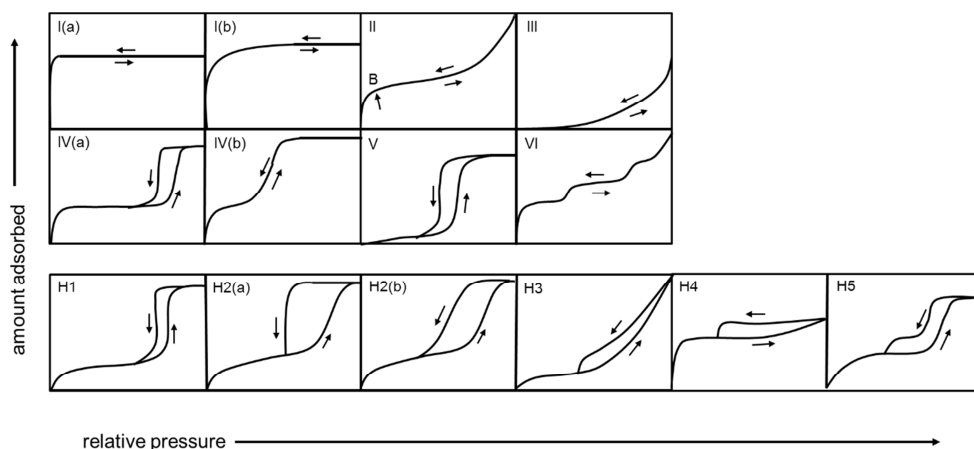 I(a)
I(b)
II
III
B
IV(a)
IV(b)
V
VI
H1
H2(a)
H2(b)
H3
H4
H5
amount adsorbed
relative pressure